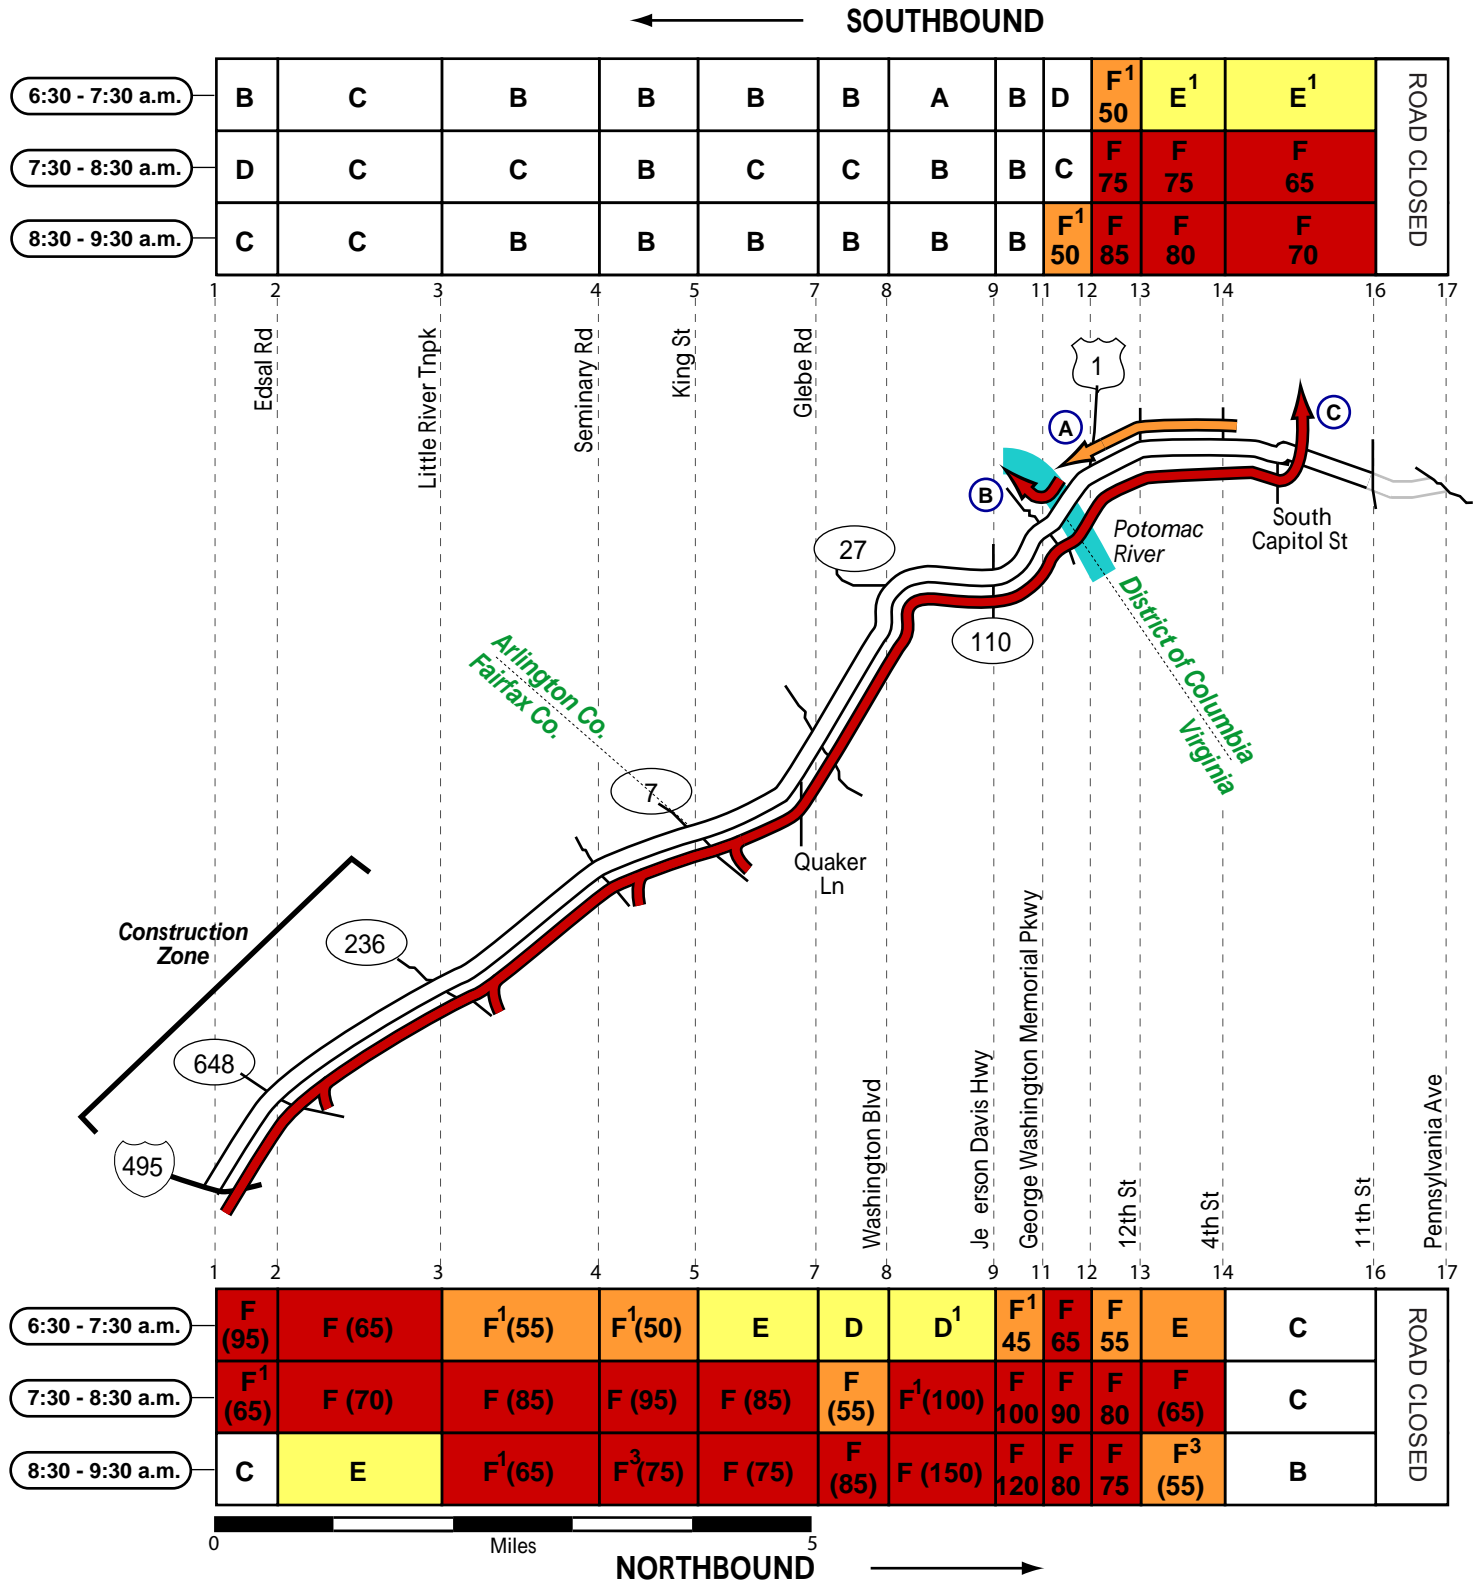 SOUTHBOUND
6:30 - 7:30 a.m. B C B B B B A B D F¹ 50 E¹ E¹
7:30 - 8:30 a.m. D C C B C C B B C F 75 F 75 F 65
8:30 - 9:30 a.m. C C B B B B B B F¹ 50 F 85 F 80 F 70
ROAD CLOSED
1 2 3 4 5 7 8 9 11 12 13 14 16 17
Edsal Rd
Little River Tnpk
Seminary Rd
King St
Glebe Rd
1
A
C
B
South
Capitol St
Potomac
River
27
110
District of Columbia
Virginia
Arlington Co.
Fairfax Co.
7
Quaker
Ln
Construction
Zone
236
648
495
Washington Blvd
Je erson Davis Hwy
George Washington Memorial Pkwy
12th St
4th St
11th St
Pennsylvania Ave
1 2 3 4 5 7 8 9 11 12 13 14 16 17
6:30 - 7:30 a.m. F (95) F (65) F¹(55) F¹(50) E D D¹ F¹ 45 F 65 F 55 E C
7:30 - 8:30 a.m. F¹ (65) F (70) F (85) F (95) F (85) F (55) F¹(100) F 100 F 90 F 80 F (65) C
8:30 - 9:30 a.m. C E F¹(65) F³(75) F (75) F (85) F (150) F 120 F 80 F 75 F³ (55) B
ROAD CLOSED
0 Miles 5
NORTHBOUND